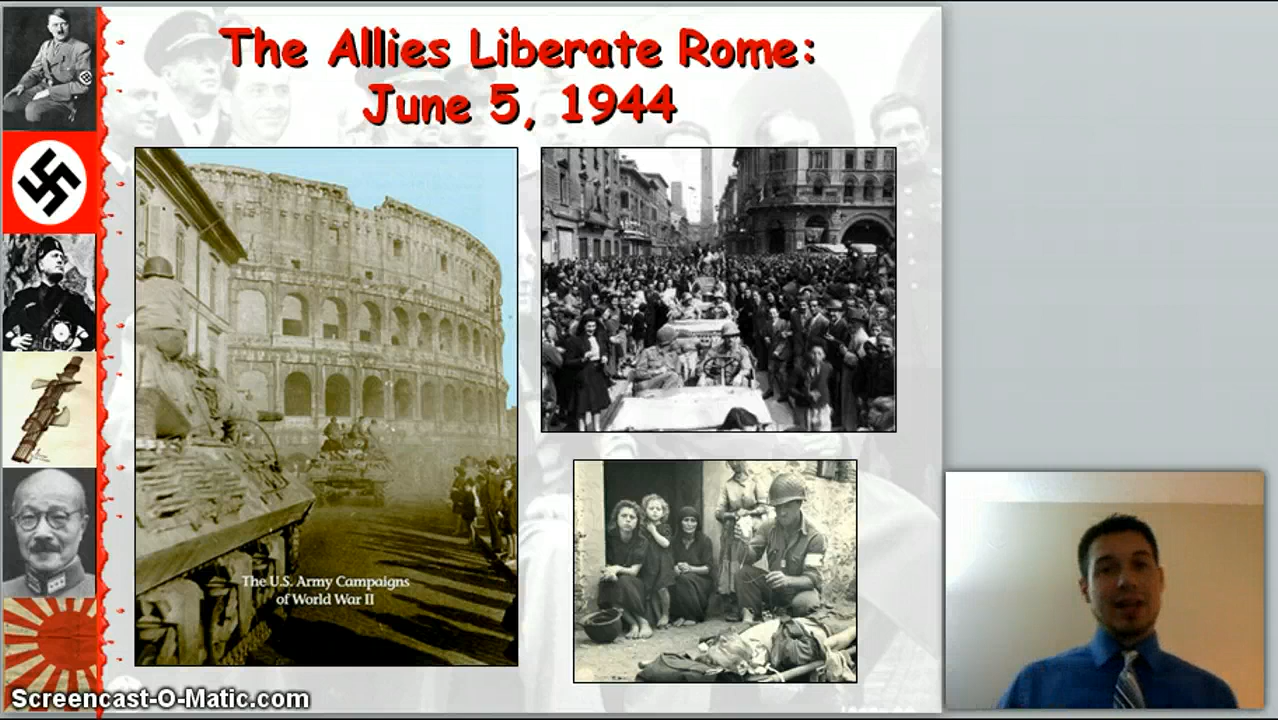 The Allies Liberate Rome:
June 5, 1944
The U.S. Army Campaigns
of World War II
Screencast-O-Matic.com